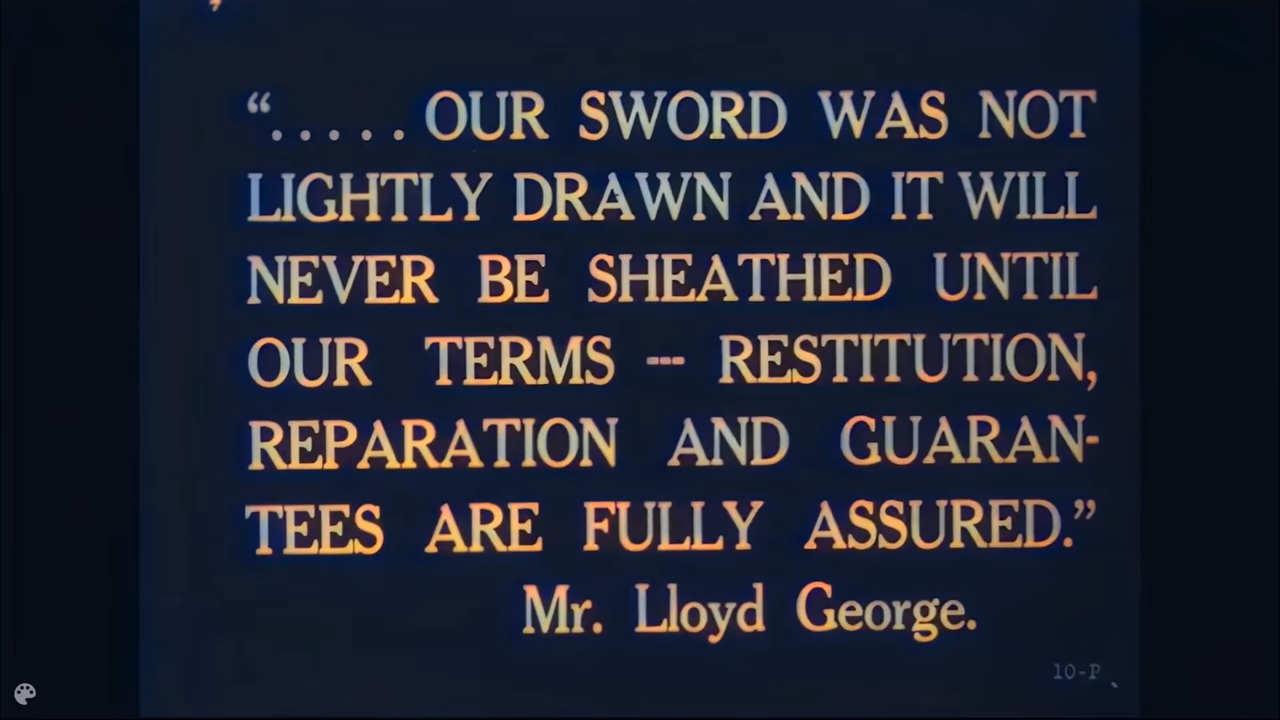 “..... OUR SWORD WAS NOT
LIGHTLY DRAWN AND IT WILL
NEVER BE SHEATHED UNTIL
OUR TERMS --- RESTITUTION,
REPARATION AND GUARAN-
TEES ARE FULLY ASSURED.”
Mr. Lloyd George.
10-P